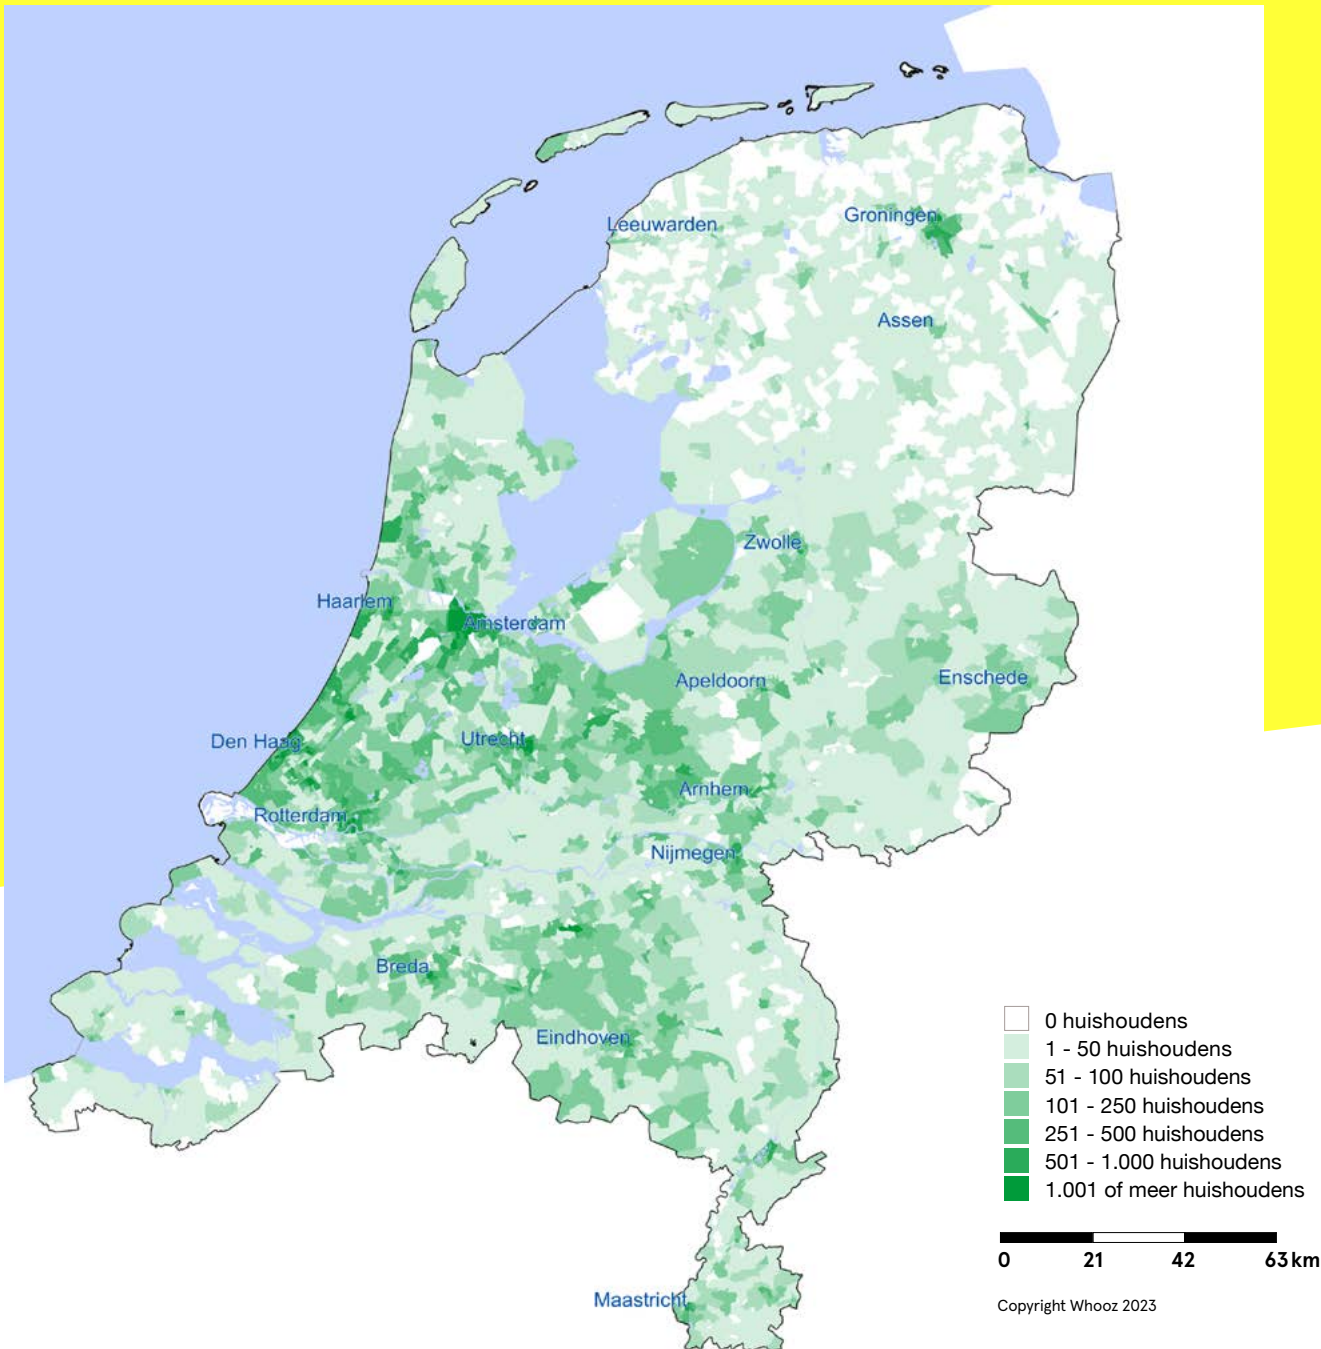 Leeuwarden
Groningen
Assen
Zwolle
Haarlem
Amsterdam
Apeldoorn
Enschede
Den Haag
Utrecht
Arnhem
Rotterdam
Nijmegen
Breda
Eindhoven
Maastricht
0 huishoudens
1 - 50 huishoudens
51 - 100 huishoudens
101 - 250 huishoudens
251 - 500 huishoudens
501 - 1.000 huishoudens
1.001 of meer huishoudens
0 21 42 63 km
Copyright Whooz 2023